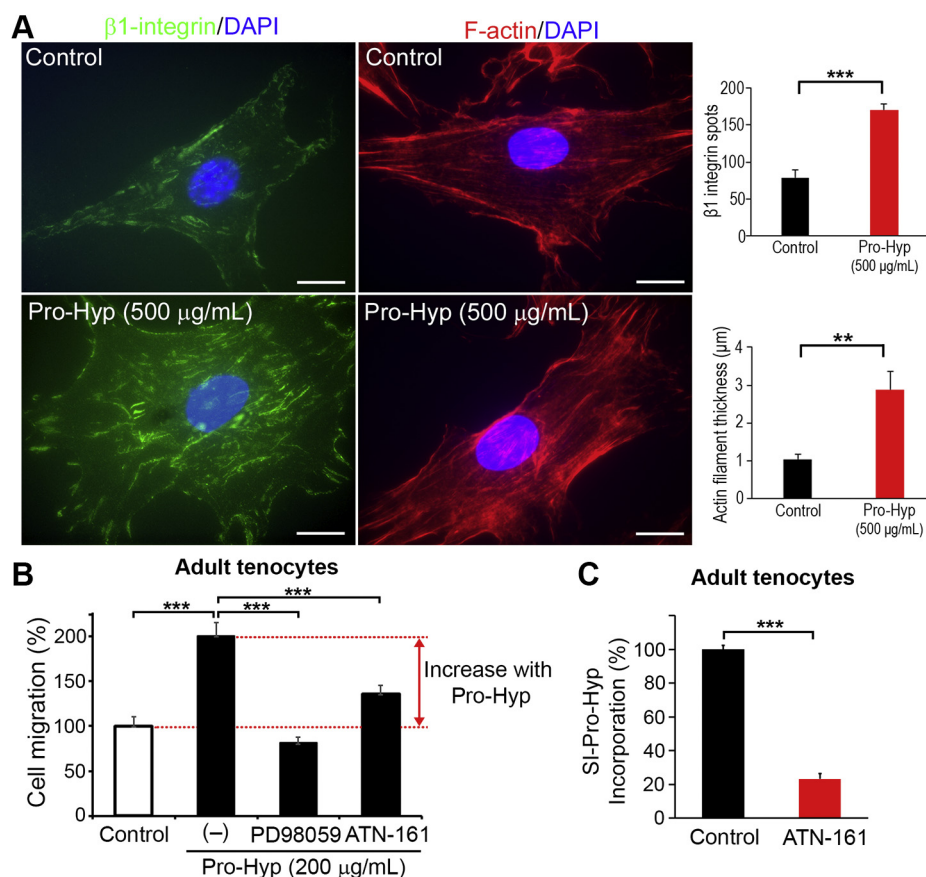 A
β1-integrin/DAPI
F-actin/DAPI
Control
Control
Pro-Hyp (500 μg/mL)
Pro-Hyp (500 μg/mL)
***
β1 integrin spots
200
150
100
50
0
Control
Pro-Hyp
(500 μg/mL)
**
Actin filament thickness (μm)
4
3
2
1
0
Control
Pro-Hyp
(500 μg/mL)
B
Adult tenocytes
***
***
***
Cell migration (%)
200
150
100
50
0
Increase with
Pro-Hyp
Control
(–)
PD98059
ATN-161
Pro-Hyp (200 μg/mL)
C
Adult tenocytes
***
SI-Pro-Hyp
Incorporation (%)
100
80
60
40
20
0
Control
ATN-161